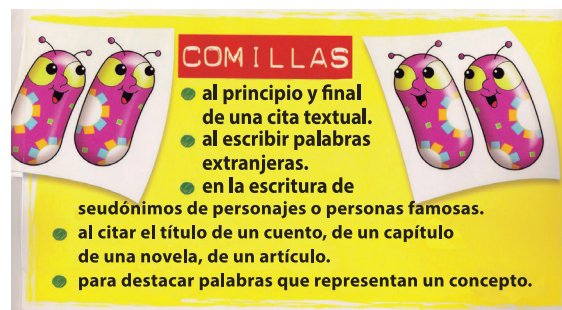 COMILLAS
al principio y final
de una cita textual.
al escribir palabras
extranjeras.
en la escritura de
seudónimos de personajes o personas famosas.
al citar el título de un cuento, de un capítulo
de una novela, de un artículo.
para destacar palabras que representan un concepto.